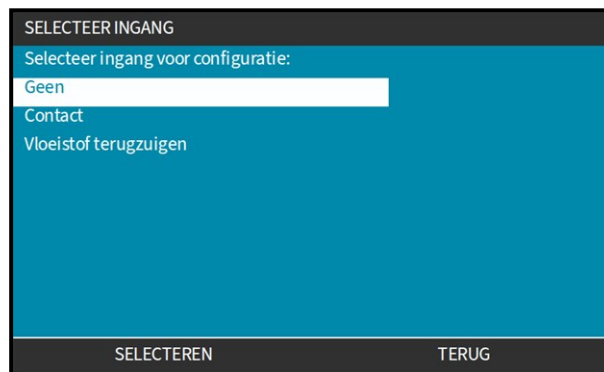 SELECTEER INGANG
Selecteer ingang voor configuratie:
Geen
Contact
Vloeistof terugzuigen
SELECTEREN TERUG